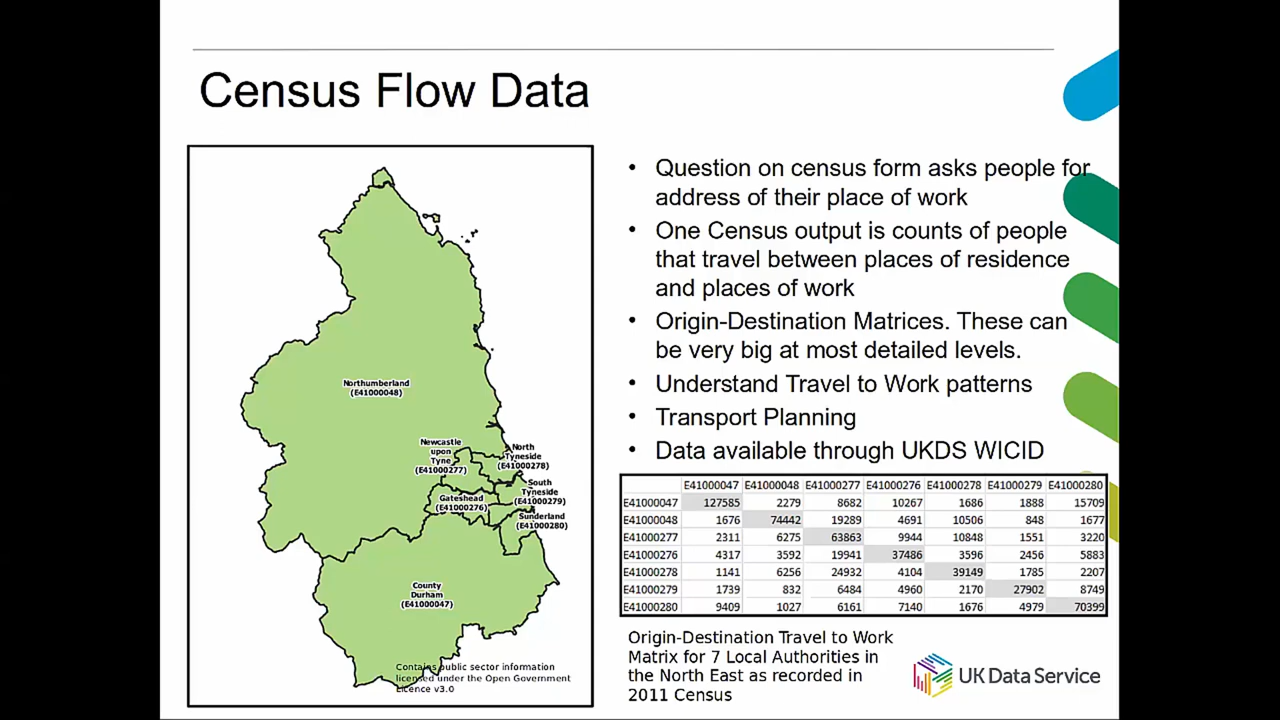 Census Flow Data
Northumberland
(E41000048)
Newcastle
upon
Tyne
(E41000277)
North
Tyneside
(E41000278)
South
Tyneside
(E41000279)
Gateshead
(E41000276)
Sunderland
(E41000280)
County
Durham
(E41000047)
Contains public sector information
licensed under the Open Government
Licence v3.0
• Question on census form asks people for
address of their place of work
• One Census output is counts of people
that travel between places of residence
and places of work
• Origin-Destination Matrices. These can
be very big at most detailed levels.
• Understand Travel to Work patterns
• Transport Planning
• Data available through UKDS WICID
E41000047 E41000048 E41000277 E41000276 E41000278 E41000279 E41000280
E41000047 127585 2279 8682 10267 1686 1888 15709
E41000048 1676 74442 19289 4691 10506 848 1677
E41000277 2311 6275 63863 9944 10848 1551 3220
E41000276 4317 3592 19941 37486 3596 2456 5883
E41000278 1141 6256 24932 4104 39149 1785 2207
E41000279 1739 832 6484 4960 2170 27902 8749
E41000280 9409 1027 6161 7140 1676 4979 70399
Origin-Destination Travel to Work
Matrix for 7 Local Authorities in
the North East as recorded in
2011 Census
UK Data Service